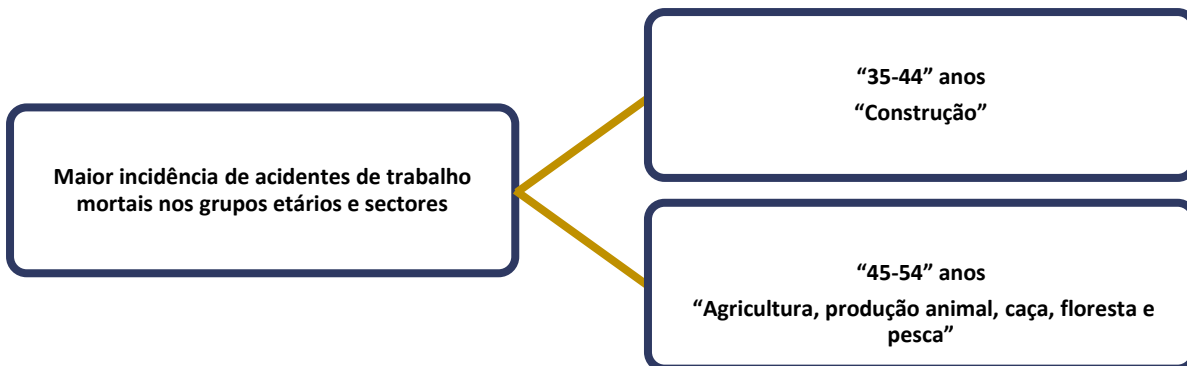 Maior incidência de acidentes de trabalho
mortais nos grupos etários e sectores
“35-44” anos
“Construção”
“45-54” anos
“Agricultura, produção animal, caça, floresta e
pesca”